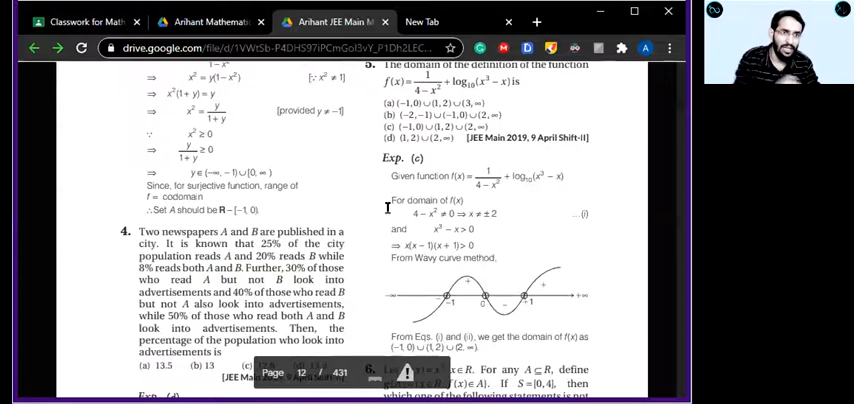 Classwork for Math
Arihant Mathemati
Arihant JEE Main M
New Tab
drive.google.com/file/d/1VWtSb-P4DHS97iPCmGoI3vY_P1Dh2LEC...
⇒ x² = y(1−x²) [∵ x² ≠ 1]
⇒ x²(1+y) = y
⇒ x² = y/(1+y) [provided y ≠ −1]
∵ x² ≥ 0
⇒ y/(1+y) ≥ 0
⇒ y ∈ (−∞, −1) ∪ [0, ∞)
Since, for surjective function, range of
f = codomain
∴ Set A should be R − [−1, 0).
4. Two newspapers A and B are published in a
city. It is known that 25% of the city
population reads A and 20% reads B while
8% reads both A and B. Further, 30% of those
who read A but not B look into
advertisements and 40% of those who read B
but not A also look into advertisements,
while 50% of those who read both A and B
look into advertisements. Then, the
percentage of the population who look into
advertisements is
(a) 13.5 (b) 13 (c)
[JEE Main 9 April Shift-II]
5. The domain of the definition of the function
f(x) = 1/(4 − x²) + log₁₀(x³ − x) is
(a) (−1, 0) ∪ (1, 2) ∪ (3, ∞)
(b) (−2, −1) ∪ (−1, 0) ∪ (2, ∞)
(c) (−1, 0) ∪ (1, 2) ∪ (2, ∞)
(d) (1, 2) ∪ (2, ∞) [JEE Main 2019, 9 April Shift-II]
Exp. (c)
Given function f(x) = 1/(4 − x²) + log₁₀(x³ − x)
For domain of f(x)
4 − x² ≠ 0 ⇒ x ≠ ±2 ...(i)
and x³ − x > 0
⇒ x(x − 1)(x + 1) > 0
From Wavy curve method,
+ +
− −1 0 − +1 +∞
From Eqs. (i) and (ii), we get the domain of f(x) as
(−1, 0) ∪ (1, 2) ∪ (2, ∞).
6. x ∈ R. For any A ⊆ R, define
If S = [0, 4], then
which one of the following statements is not
Page 12 / 431
A